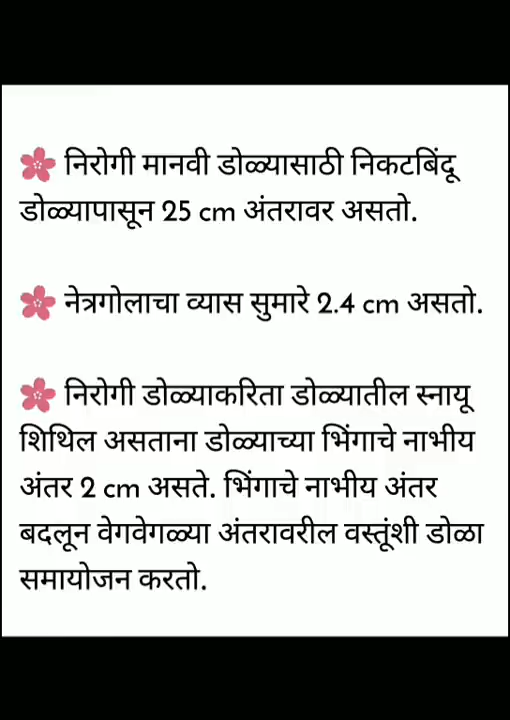 🌸 निरोगी मानवी डोळ्यासाठी निकटबिंदू
डोळ्यापासून 25 cm अंतरावर असतो.
🌸 नेत्रगोलाचा व्यास सुमारे 2.4 cm असतो.
🌸 निरोगी डोळ्याकरिता डोळ्यातील स्नायू
शिथिल असताना डोळ्याच्या भिंगाचे नाभीय
अंतर 2 cm असते. भिंगाचे नाभीय अंतर
बदलून वेगवेगळ्या अंतरावरील वस्तूंशी डोळा
समायोजन करतो.